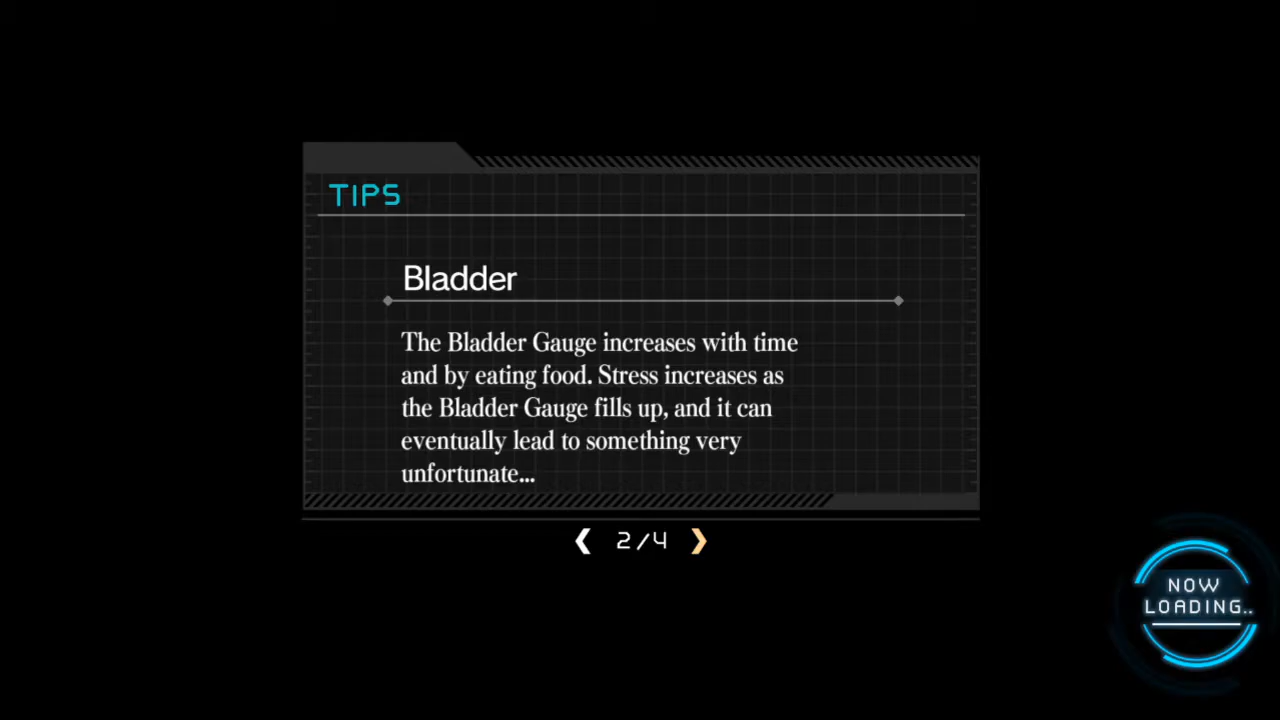 TIPS
Bladder
The Bladder Gauge increases with time
and by eating food. Stress increases as
the Bladder Gauge fills up, and it can
eventually lead to something very
unfortunate...
2/4
NOW
LOADING..